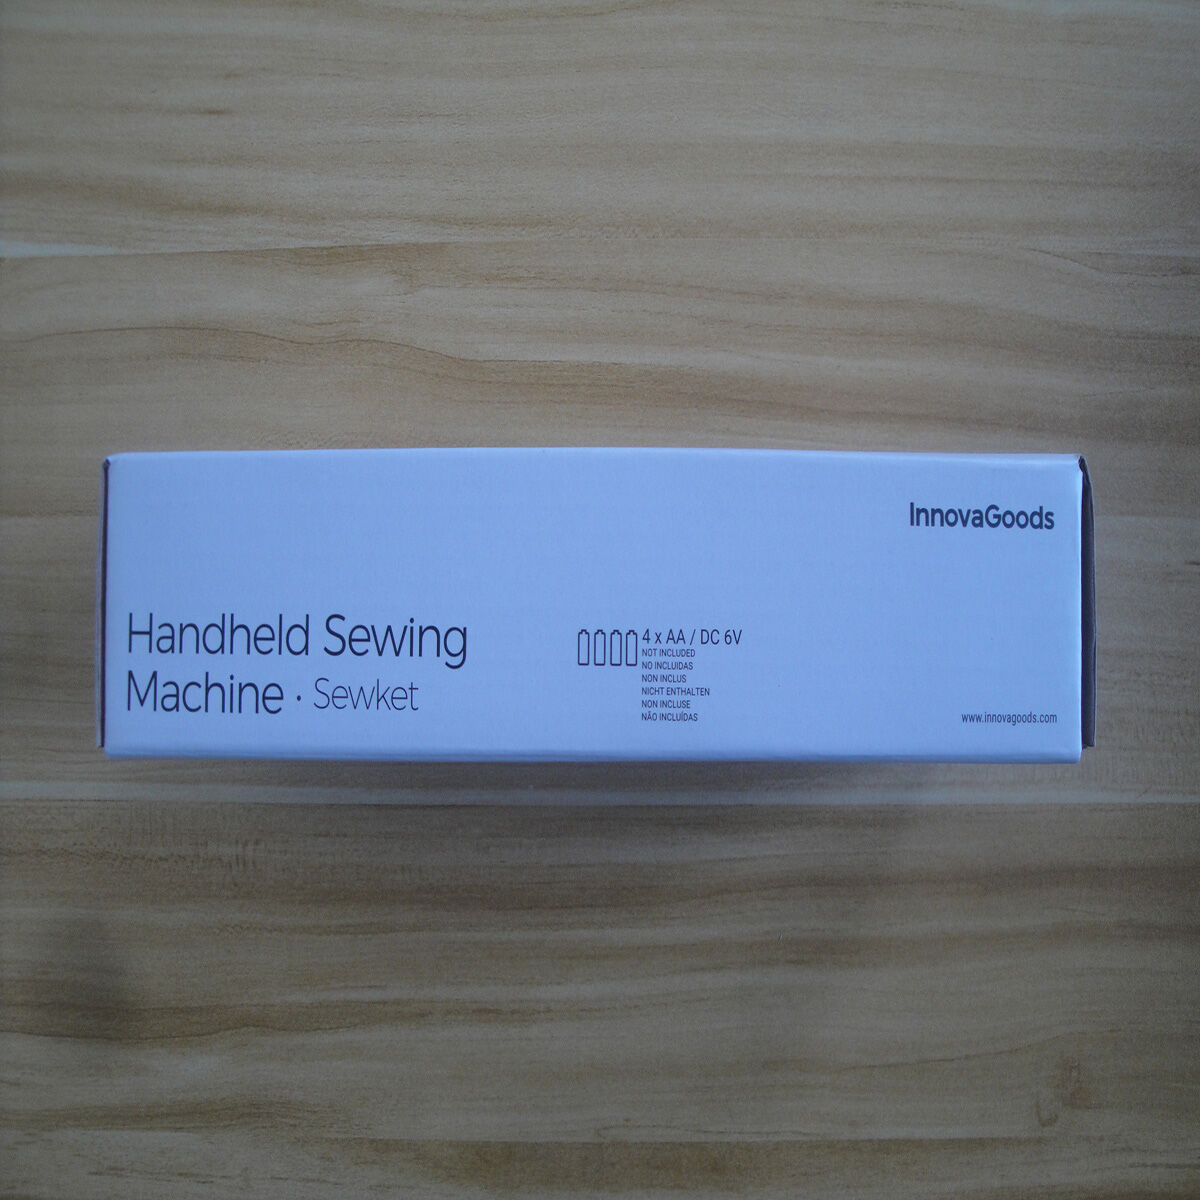 InnovaGoods
Handheld Sewing
Machine · Sewket
4 x AA / DC 6V
NOT INCLUDED
NO INCLUIDAS
NON INCLUS
NICHT ENTHALTEN
NON INCLUSE
NÃO INCLUÍDAS
www.innovagoods.com